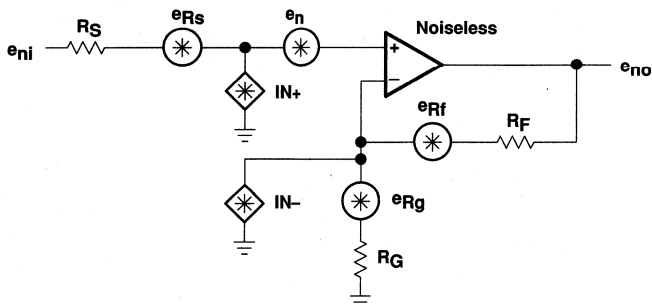 Noiseless
eni
RS
eRs
en
+
−
eno
IN+
eRf
RF
IN−
eRg
RG